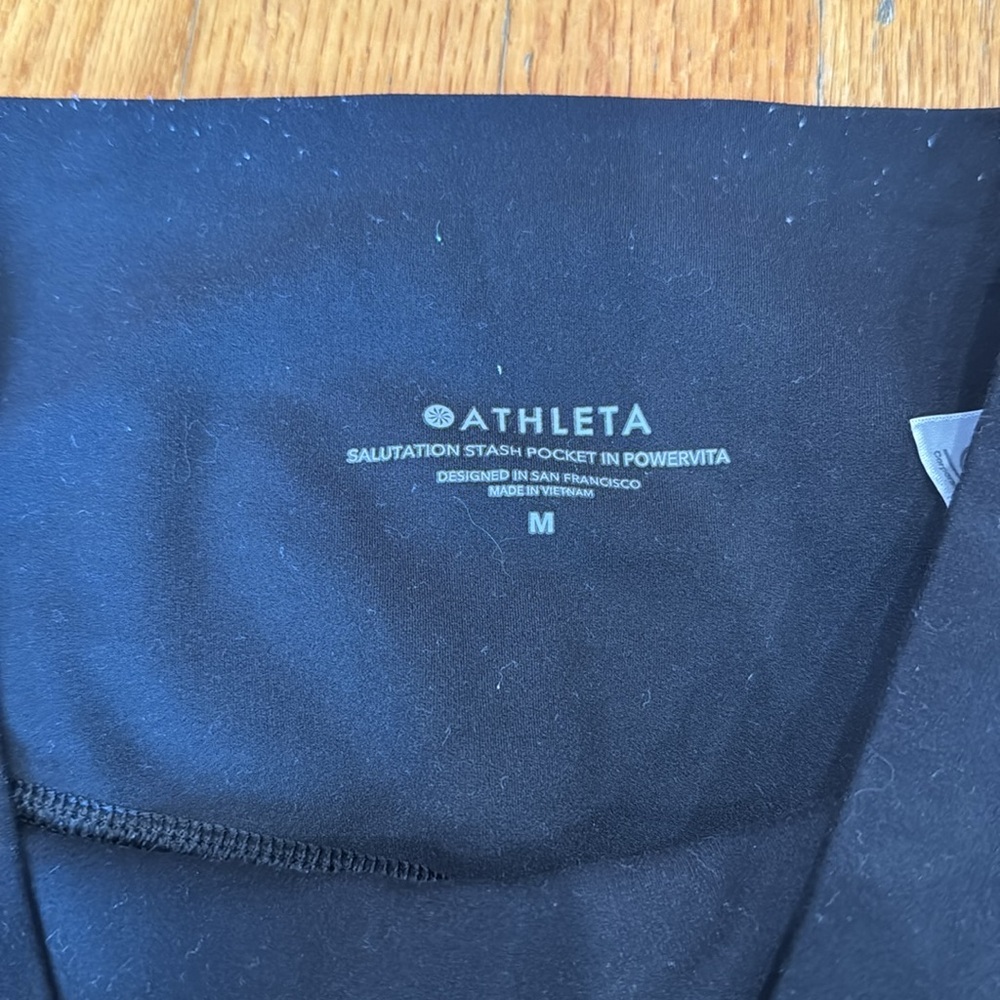 ATHLETA
SALUTATION STASH POCKET IN POWERVITA
DESIGNED IN SAN FRANCISCO
MADE IN VIETNAM
M